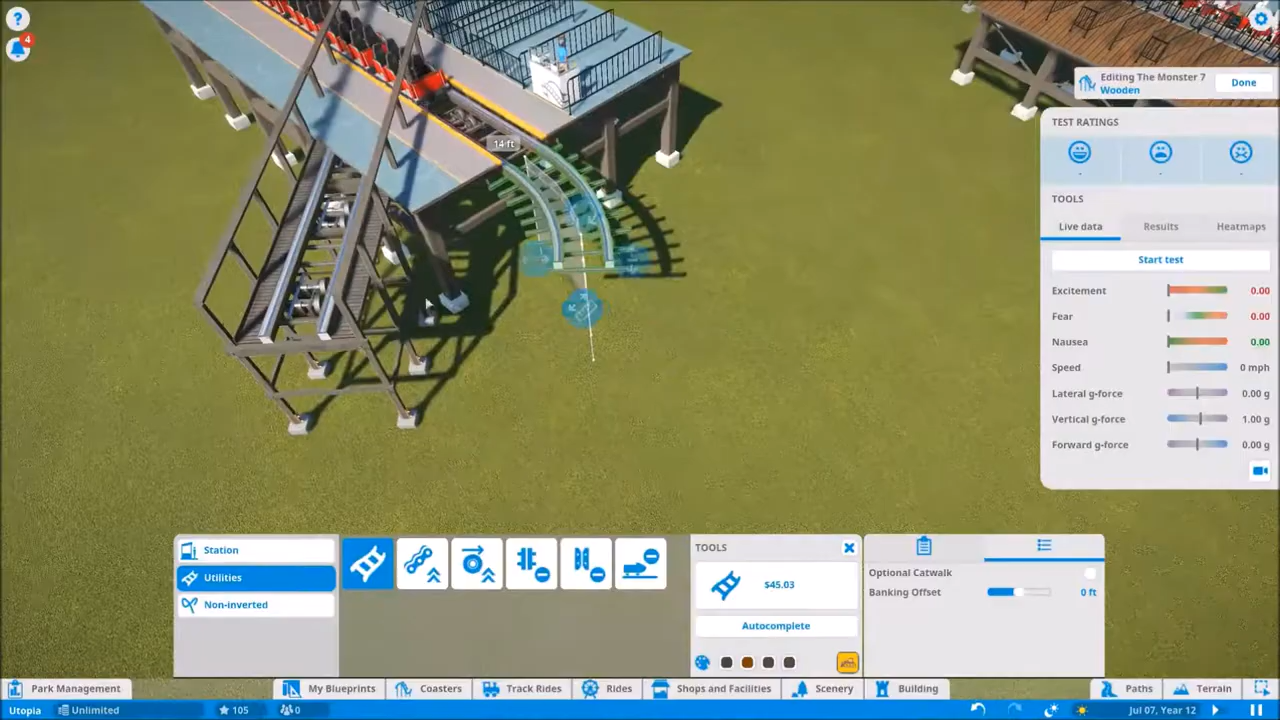 ?
4
Editing The Monster 7
Wooden
Done
TEST RATINGS
- - -
TOOLS
Live data Results Heatmaps
Start test
Excitement 0.00
Fear 0.00
Nausea 0.00
Speed 0 mph
Lateral g-force 0.00 g
Vertical g-force 1.00 g
Forward g-force 0.00 g
14 ft
Station
Utilities
Non-inverted
TOOLS
$45.03
Autocomplete
Optional Catwalk
Banking Offset 0 ft
Park Management My Blueprints Coasters Track Rides Rides Shops and Facilities Scenery Building Paths Terrain
Utopia Unlimited 105 0 Jul 07, Year 12